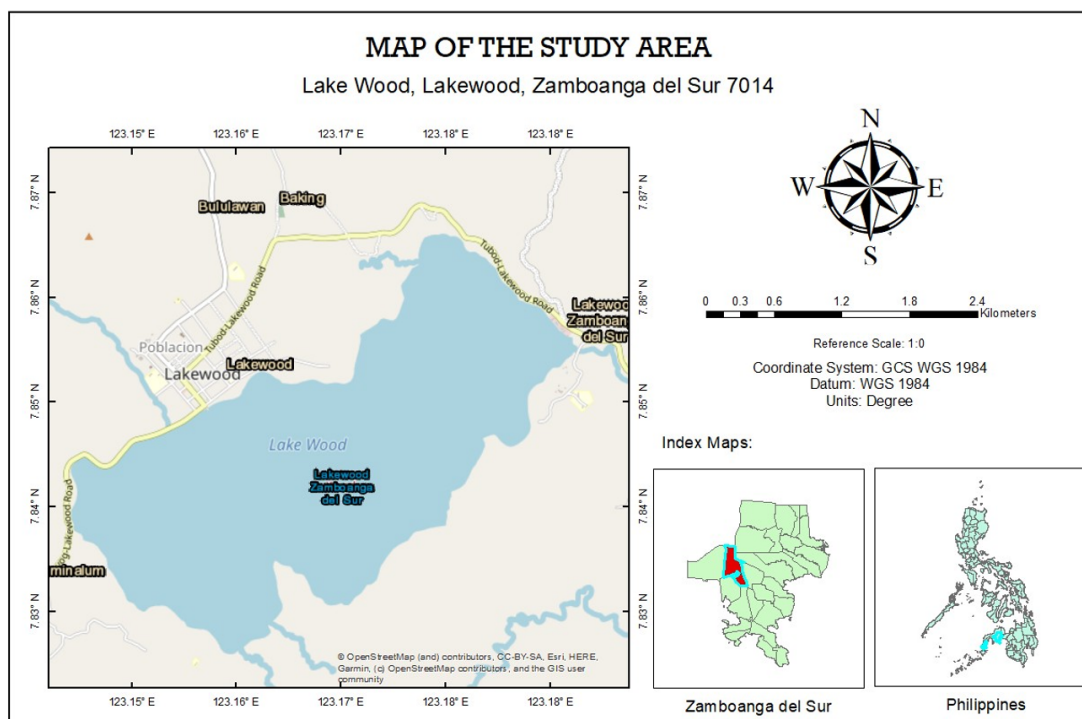 MAP OF THE STUDY AREA
Lake Wood, Lakewood, Zamboanga del Sur 7014
123.15° E 123.16° E 123.17° E 123.18° E 123.18° E
N
W E
S
7.87° N 7.87° N
Bululawan
Baking
Tubod-Lakewood Road
7.86° N 7.86° N
Tubod-Lakewood Road
Lakewood
Zamboan
del Sur
Poblacion
Lakewood
Lakewood
7.85° N 7.85° N
Lake Wood
Lakewood
Zamboanga
del Sur
7.84° N 7.84° N
-Lakewood Road
minalum
7.83° N 7.83° N
© OpenStreetMap (and) contributors, CC-BY-SA, Esri, HERE,
Garmin, (c) OpenStreetMap contributors, and the GIS user
community
123.15° E 123.16° E 123.17° E 123.18° E 123.18° E
0 0.3 0.6 1.2 1.8 2.4
Kilometers
Reference Scale: 1:0
Coordinate System: GCS WGS 1984
Datum: WGS 1984
Units: Degree
Index Maps:
Zamboanga del Sur
Philippines